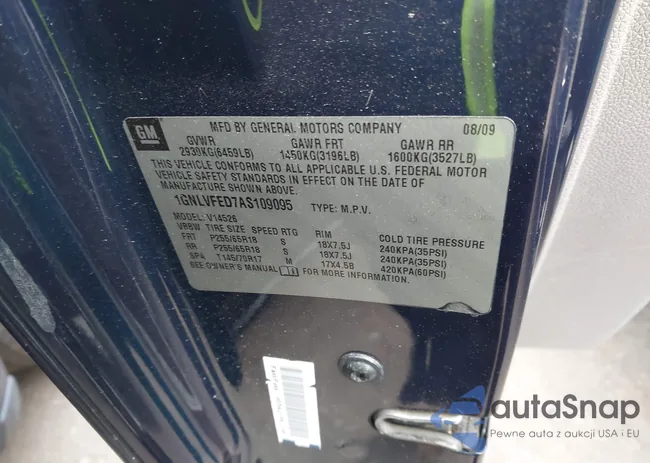 GM
MFD BY GENERAL MOTORS COMPANY 08/09
GVWR GAWR FRT GAWR RR
2930KG(6459LB) 1450KG(3196LB) 1600KG(3527LB)
THIS VEHICLE CONFORMS TO ALL APPLICABLE U.S. FEDERAL MOTOR
VEHICLE SAFETY STANDARDS IN EFFECT ON THE DATE OF
MANUFACTURE SHOWN ABOVE.
1GNLVFED7AS109095 TYPE: M.P.V.
MODEL: V14526
VRBW TIRE SIZE SPEED RTG RIM COLD TIRE PRESSURE
FRT P255/65R18 S 18X7.5J 240KPA(35PSI)
RR P255/65R18 S 18X7.5J 240KPA(35PSI)
SPA T145/70R17 M 17X4.5B 420KPA(60PSI)
SEE OWNER'S MANUAL FOR MORE INFORMATION.
autaSnap
Pewne auta z aukcji USA i EU